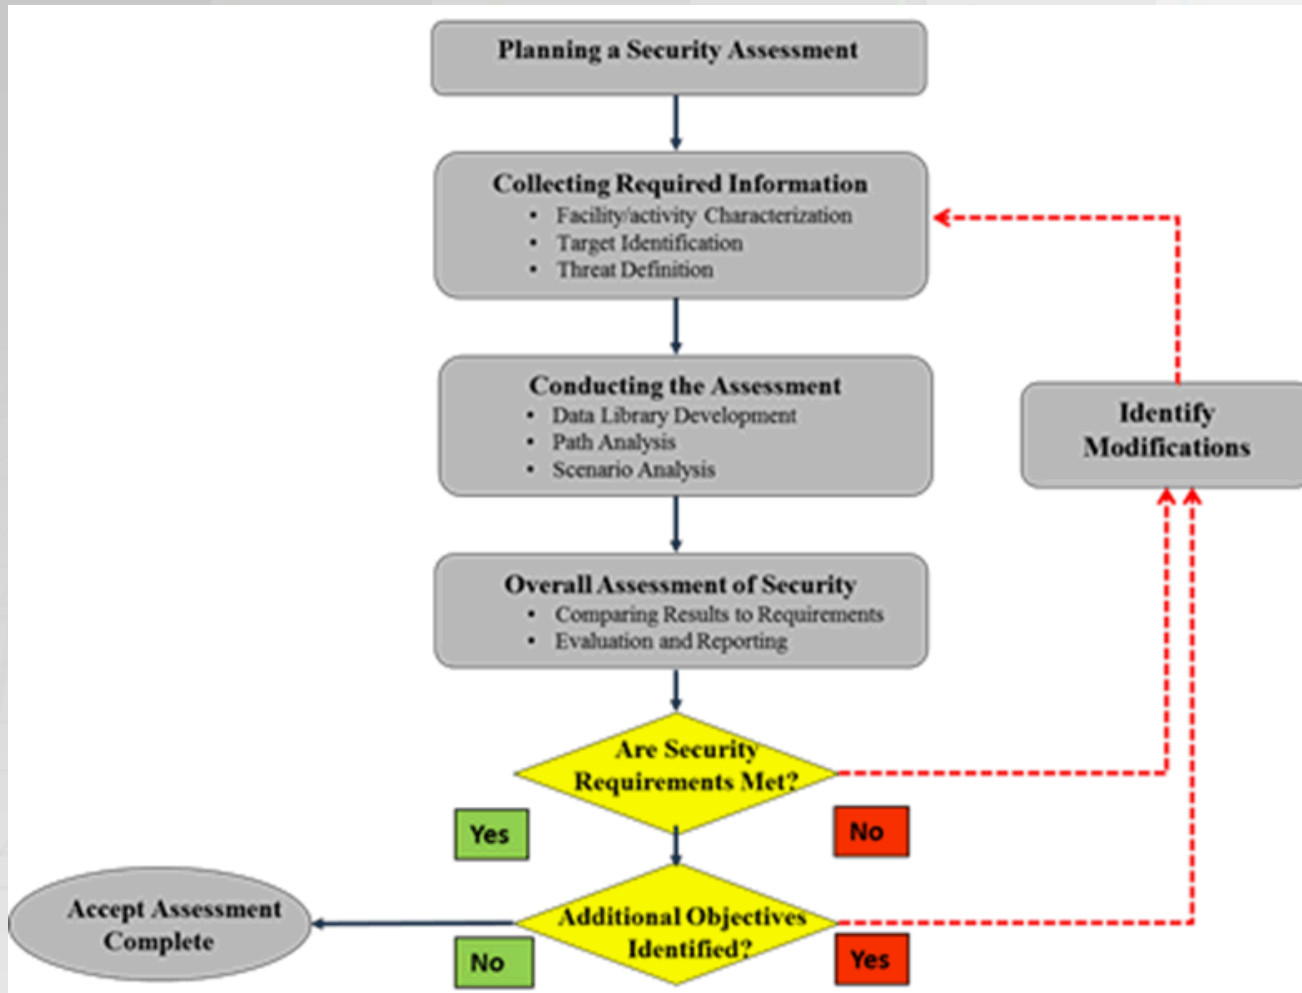 Planning a Security Assessment
Collecting Required Information
• Facility/activity Characterization
• Target Identification
• Threat Definition
Conducting the Assessment
• Data Library Development
• Path Analysis
• Scenario Analysis
Identify
Modifications
Overall Assessment of Security
• Comparing Results to Requirements
• Evaluation and Reporting
Are Security
Requirements Met?
Yes
No
Additional Objectives
Identified?
Accept Assessment
Complete
No
Yes